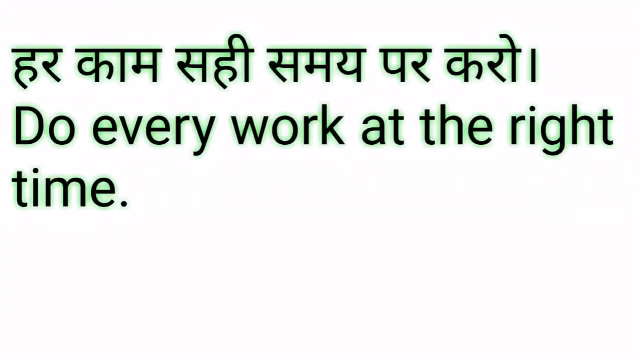 हर काम सही समय पर करो।
Do every work at the right
time.